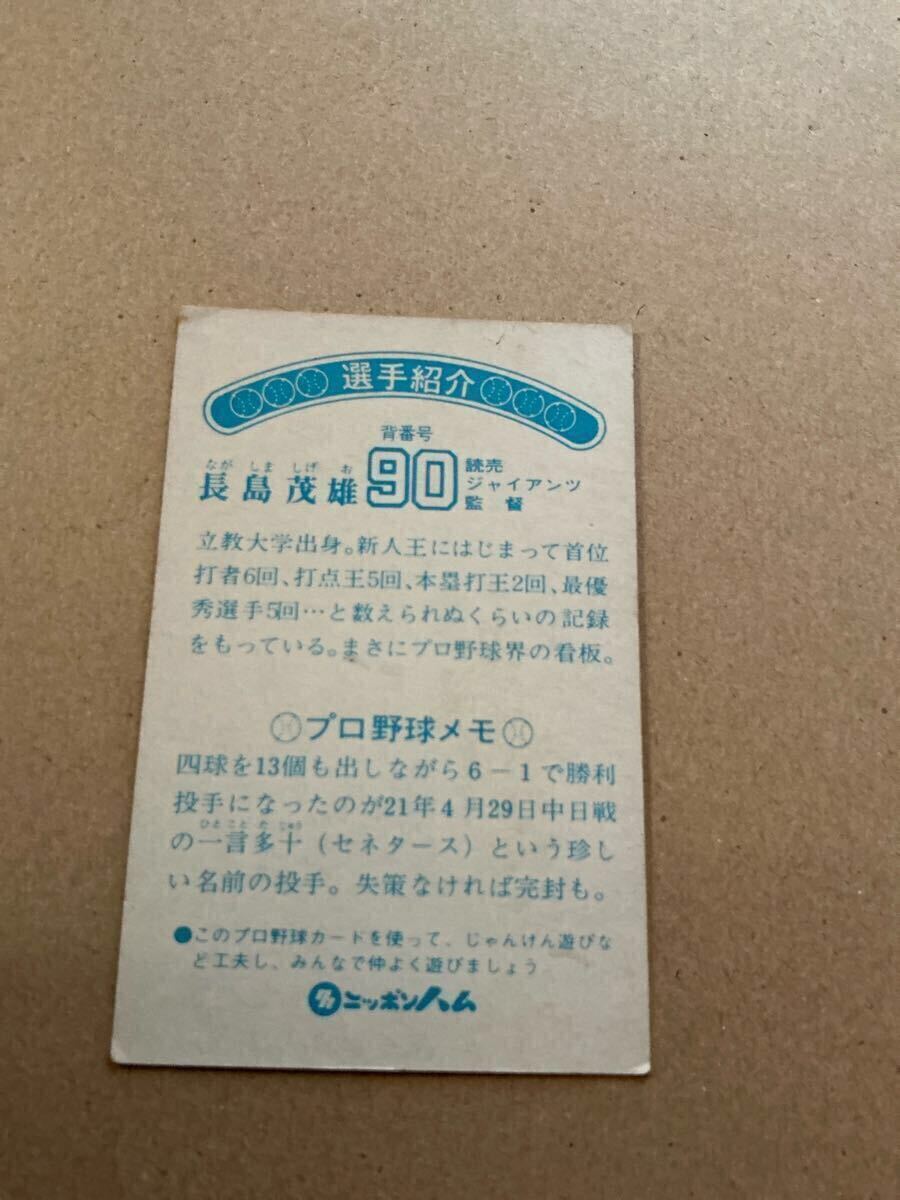 選手紹介
背番号
ながしましげお
長島茂雄
90
読売
ジャイアンツ
監督
立教大学出身。新人王にはじまって首位
打者6回、打点王5回、本塁打王2回、最優
秀選手5回…と数えられぬくらいの記録
をもっている。まさにプロ野球界の看板。
プロ野球メモ
四球を13個も出しながら6-1で勝利
投手になったのが21年4月29日中日戦
ひとことたじゅう
の一言多十(セネタース)という珍し
い名前の投手。失策なければ完封も。
●このプロ野球カードを使って、じゃんけん遊びな
ど工夫し、みんなで仲よく遊びましょう
ニッポンハム